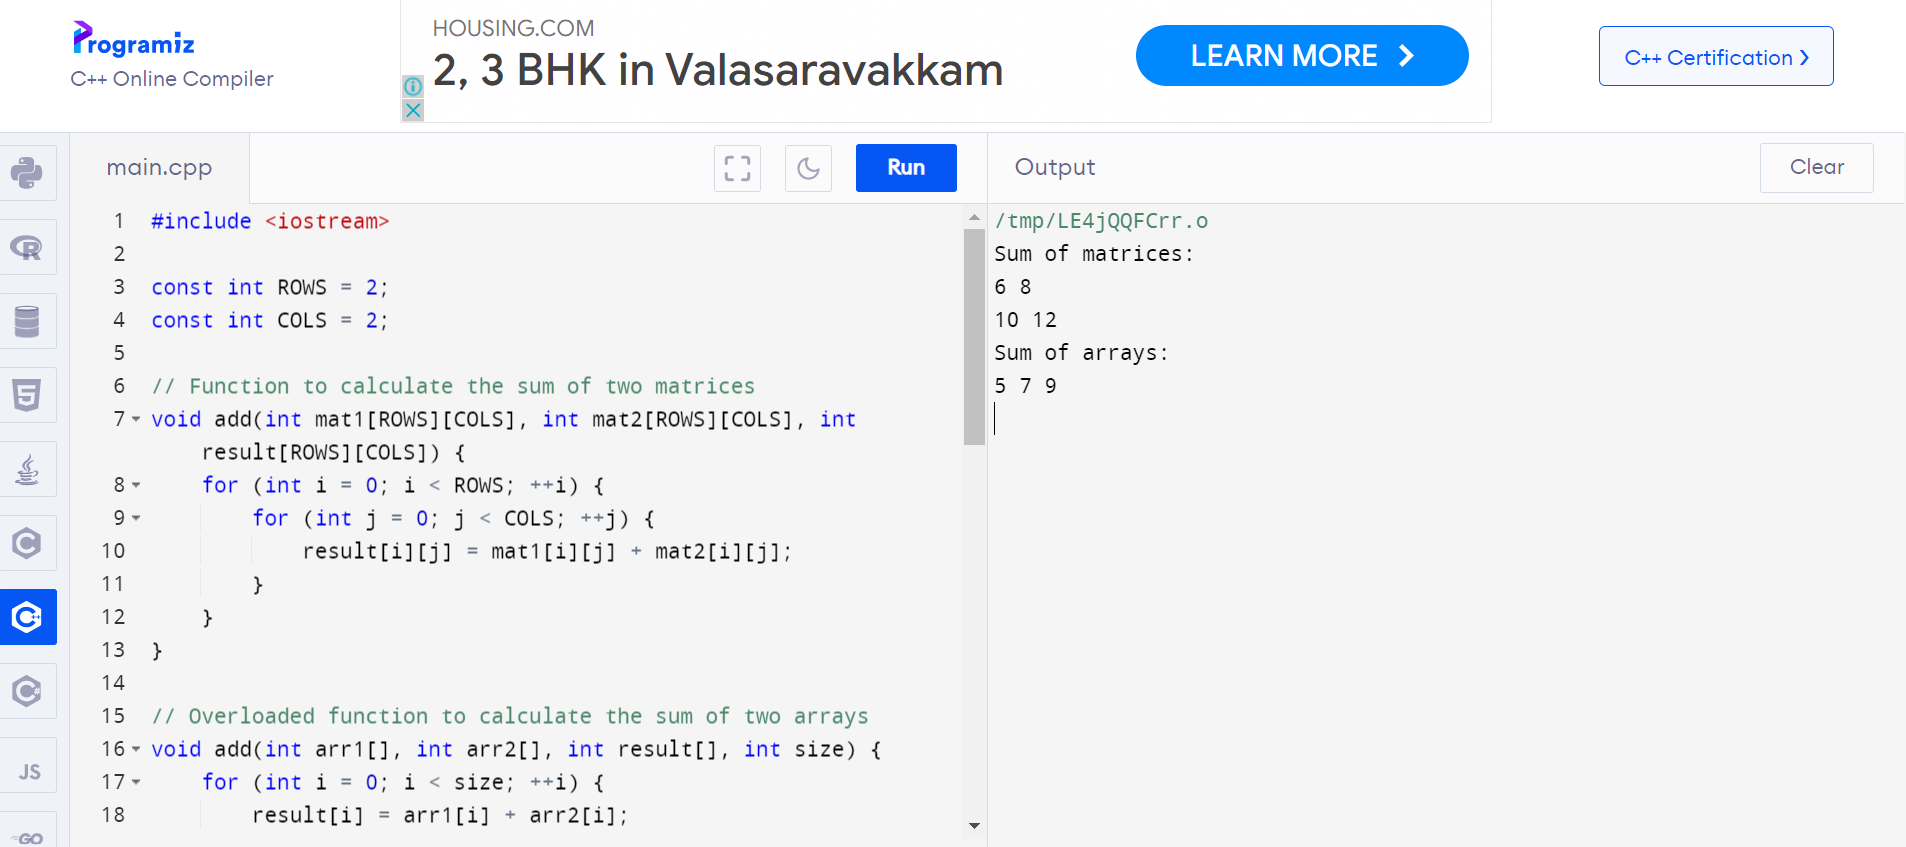 Programiz
C++ Online Compiler
HOUSING.COM
2, 3 BHK in Valasaravakkam
LEARN MORE
C++ Certification
main.cpp
Run
Output
Clear
1 #include <iostream>
2
3 const int ROWS = 2;
4 const int COLS = 2;
5
6 // Function to calculate the sum of two matrices
7 void add(int mat1[ROWS][COLS], int mat2[ROWS][COLS], int
result[ROWS][COLS]) {
8 for (int i = 0; i < ROWS; ++i) {
9 for (int j = 0; j < COLS; ++j) {
10 result[i][j] = mat1[i][j] + mat2[i][j];
11 }
12 }
13 }
14
15 // Overloaded function to calculate the sum of two arrays
16 void add(int arr1[], int arr2[], int result[], int size) {
17 for (int i = 0; i < size; ++i) {
18 result[i] = arr1[i] + arr2[i];
/tmp/LE4jQQFCrr.o
Sum of matrices:
6 8
10 12
Sum of arrays:
5 7 9
R
5
C
C++
C#
JS
GO